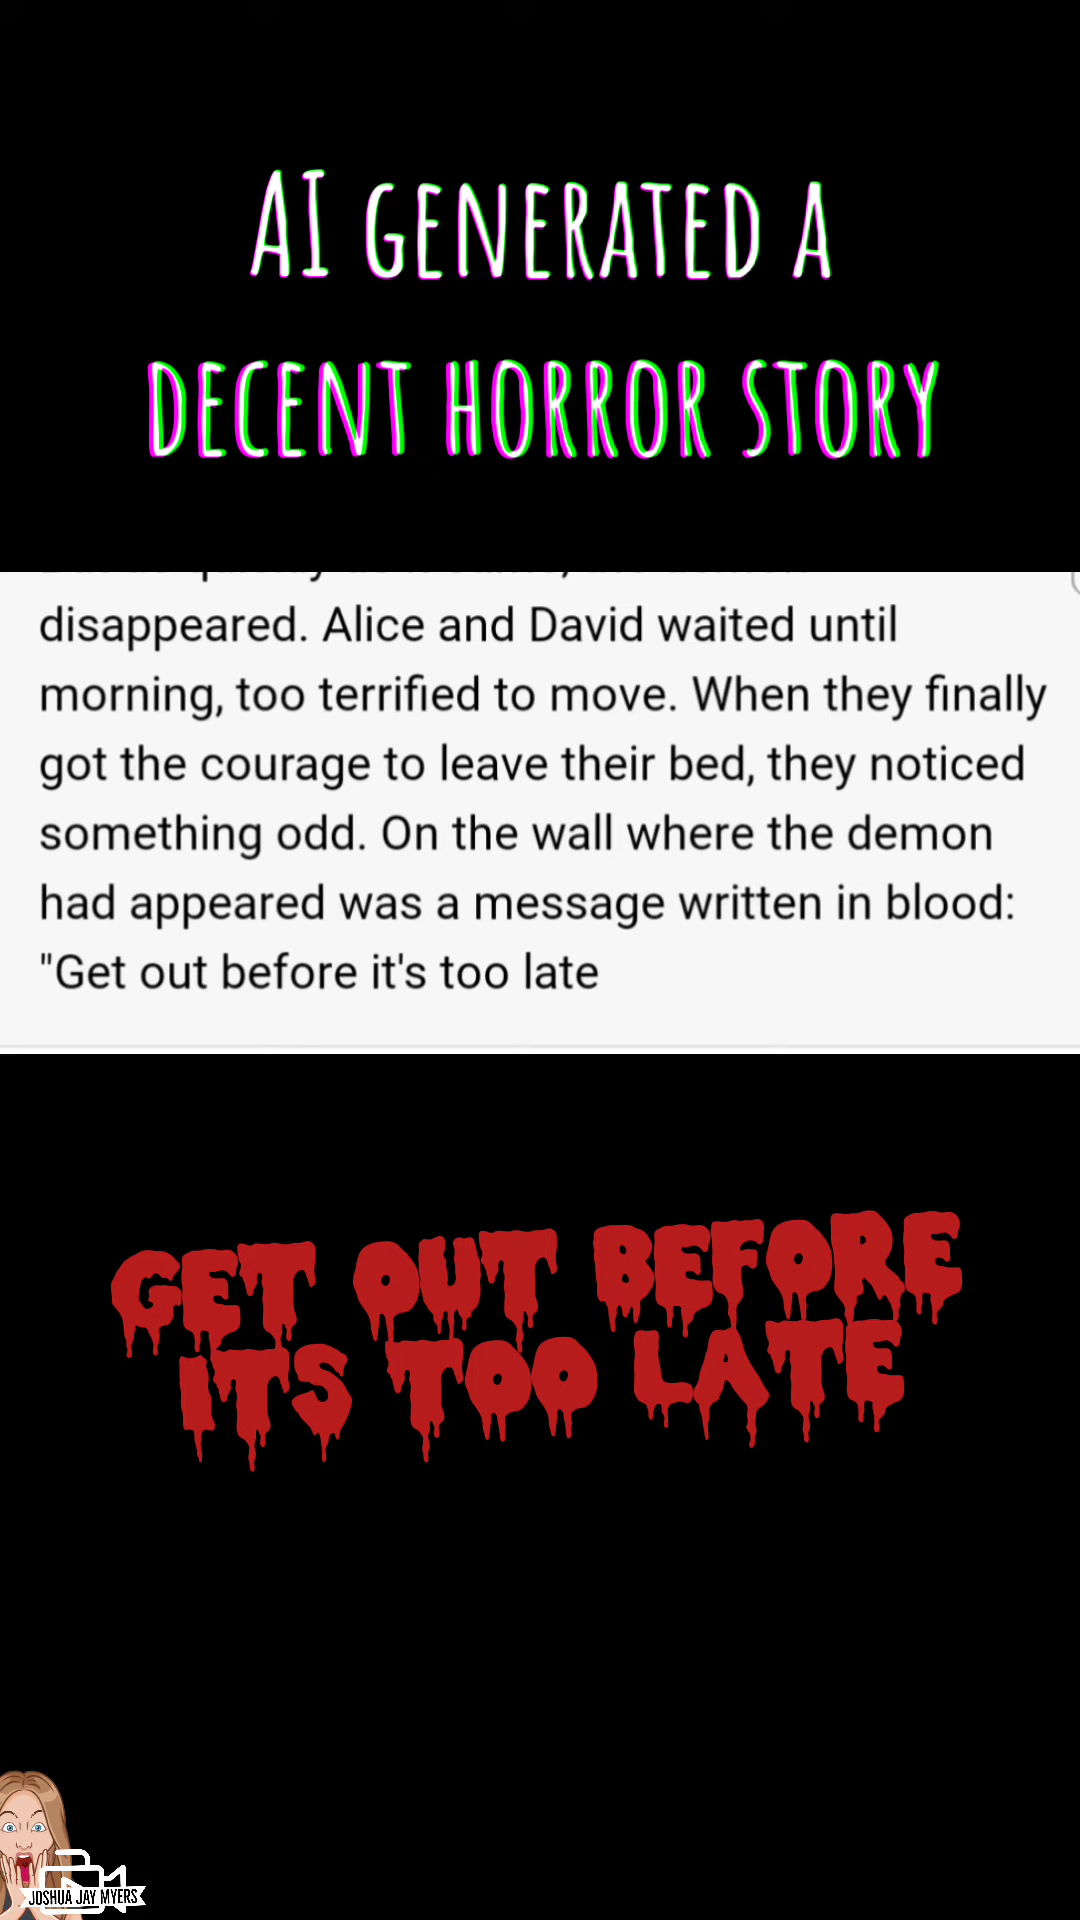 AI GENERATED A
DECENT HORROR STORY
disappeared. Alice and David waited until
morning, too terrified to move. When they finally
got the courage to leave their bed, they noticed
something odd. On the wall where the demon
had appeared was a message written in blood:
"Get out before it's too late
GET OUT BEFORE
ITS TOO LATE
JOSHUA JAY MYERS